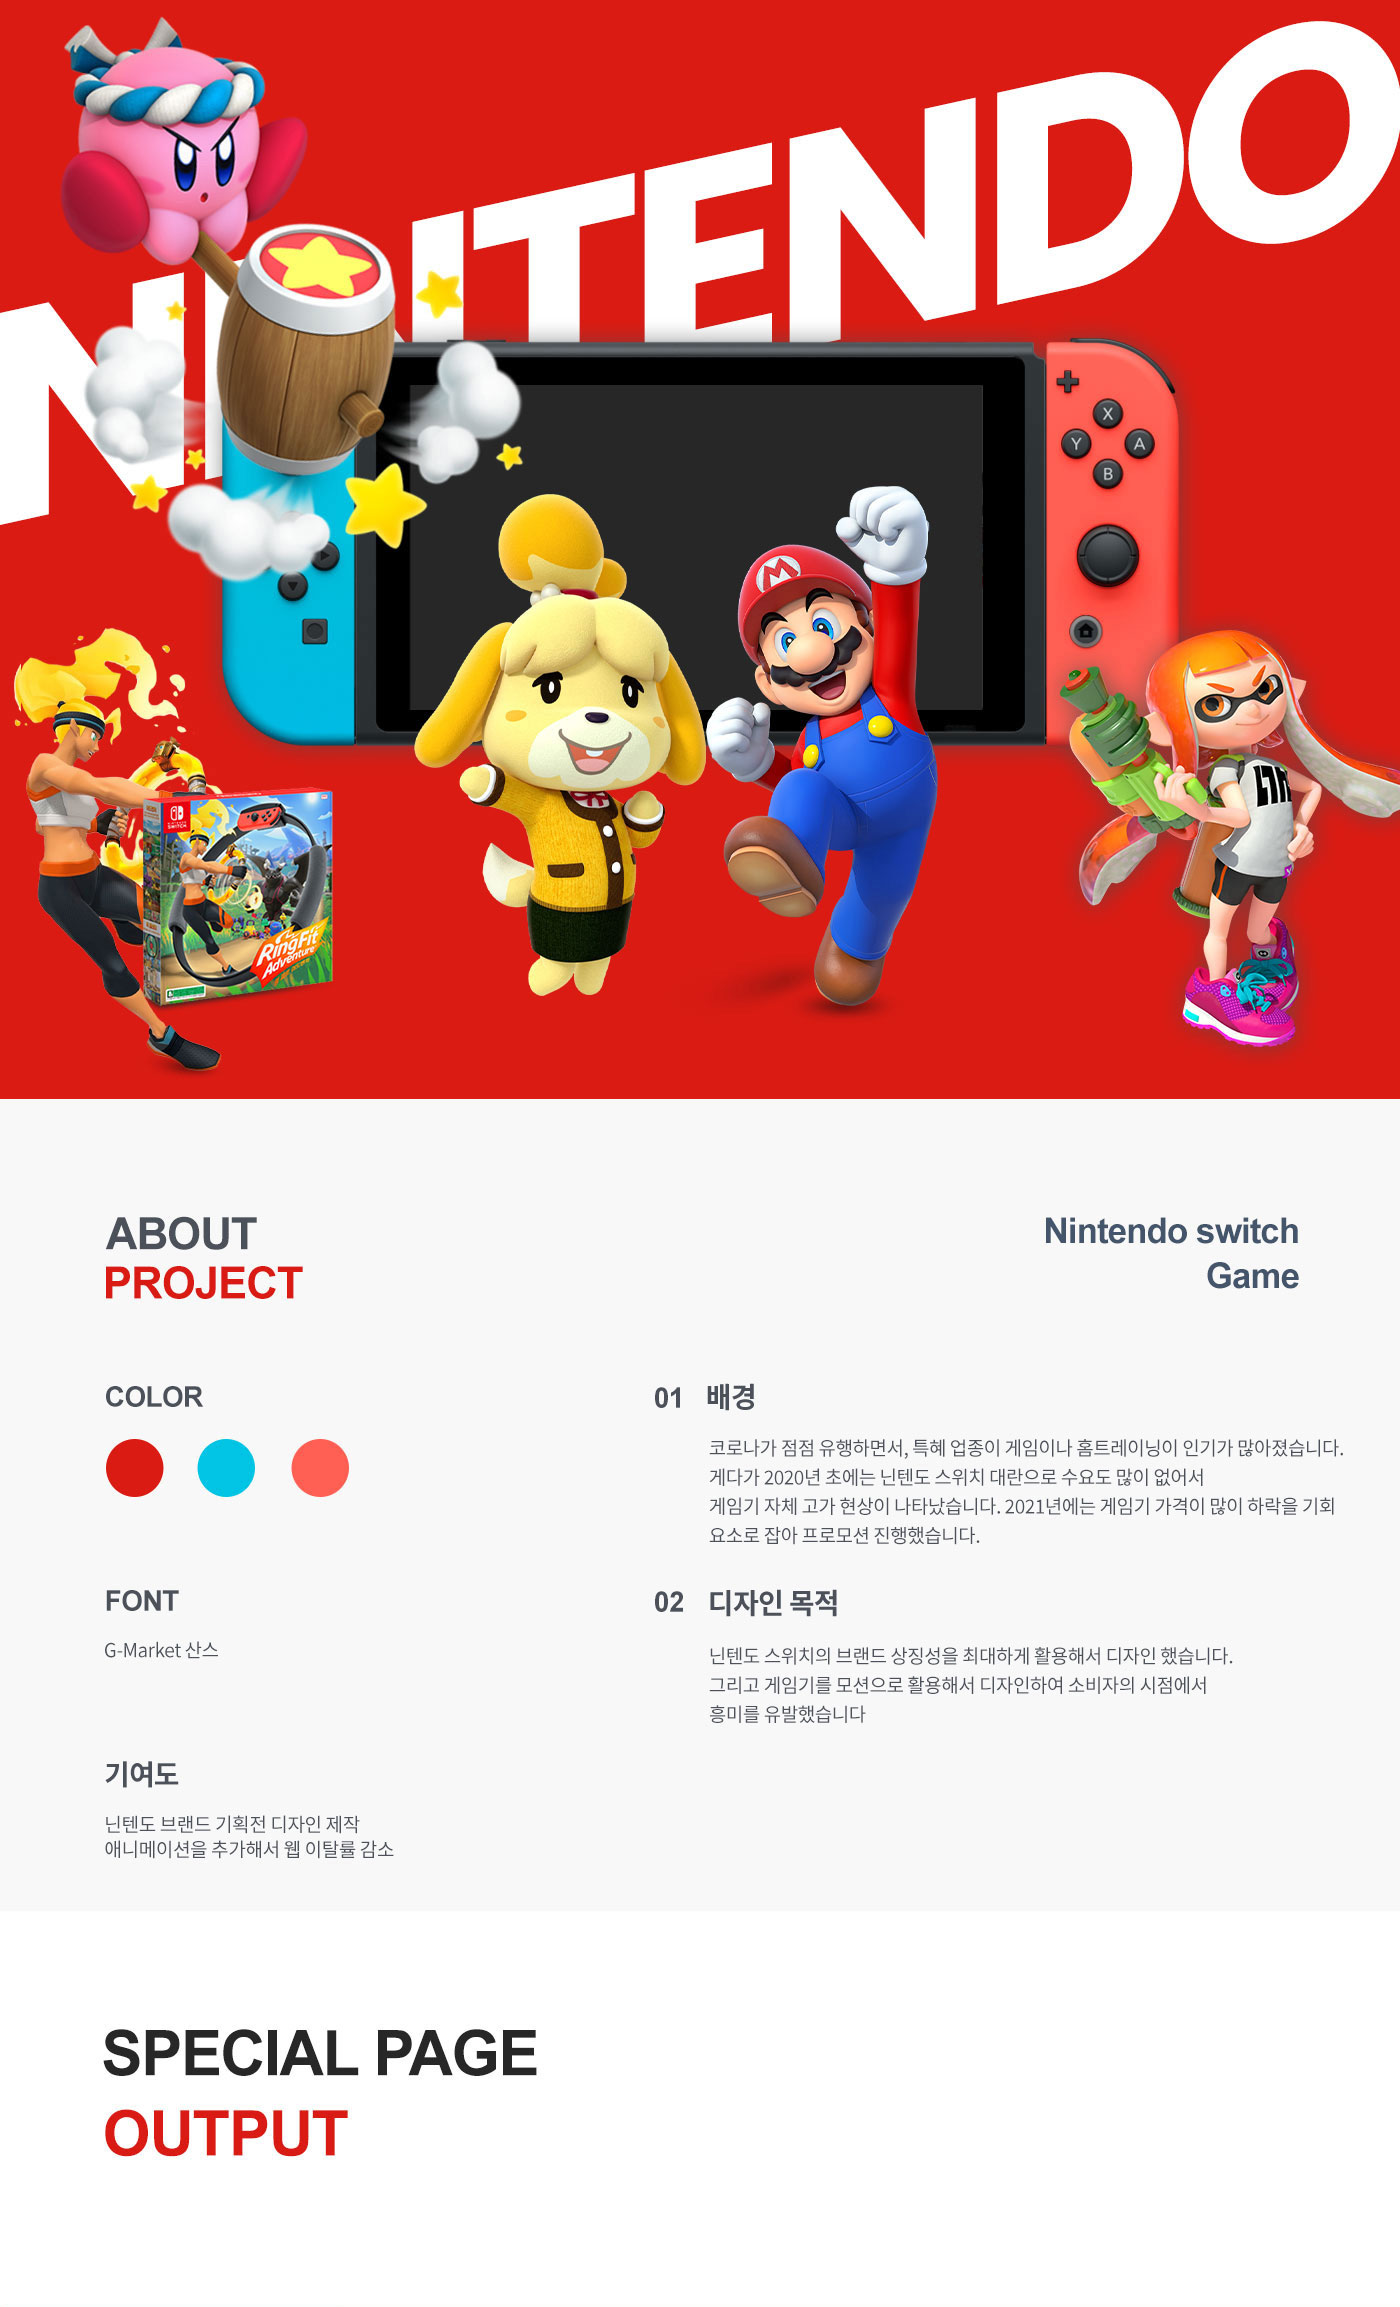 NINTENDO
X
Y
A
B
M
RingFit
Adventure
ABOUT
PROJECT
Nintendo switch
Game
COLOR
01 배경
코로나가 점점 유행하면서, 특혜 업종이 게임이나 홈트레이닝이 인기가 많아졌습니다.
게다가 2020년 초에는 닌텐도 스위치 대란으로 수요도 많이 없어서
게임기 자체 고가 현상이 나타났습니다. 2021년에는 게임기 가격이 많이 하락을 기회
요소로 잡아 프로모션 진행했습니다.
FONT
G-Market 산스
02 디자인 목적
닌텐도 스위치의 브랜드 상징성을 최대하게 활용해서 디자인 했습니다.
그리고 게임기를 모션으로 활용해서 디자인하여 소비자의 시점에서
흥미를 유발했습니다
기여도
닌텐도 브랜드 기획전 디자인 제작
애니메이션을 추가해서 웹 이탈률 감소
SPECIAL PAGE
OUTPUT